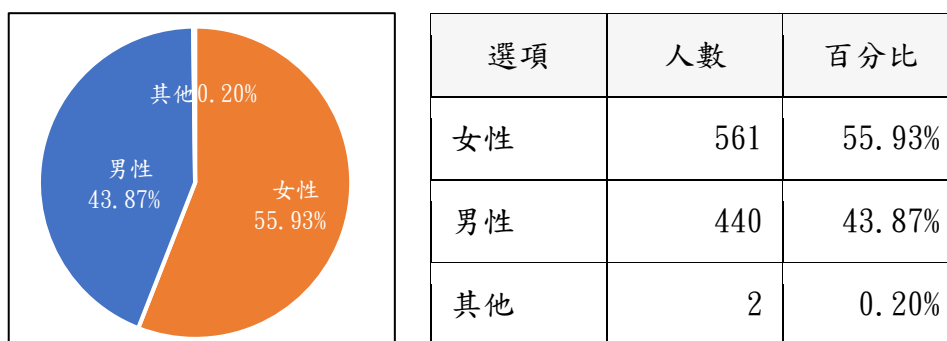 其他0.20%
男性
43.87%
女性
55.93%
選項 人數 百分比
女性 561 55.93%
男性 440 43.87%
其他 2 0.20%